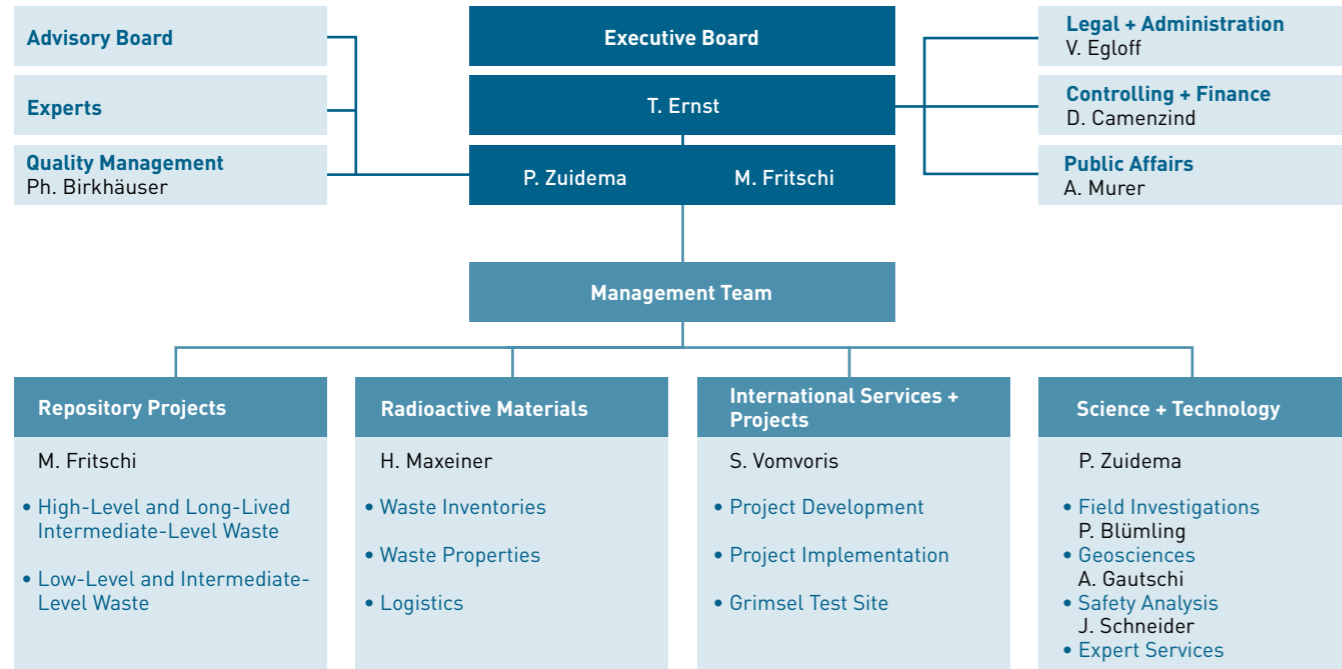 Advisory Board
Experts
Quality Management
Ph. Birkhäuser
Executive Board
T. Ernst
P. Zuidema
M. Fritschi
Legal + Administration
V. Egloff
Controlling + Finance
D. Camenzind
Public Affairs
A. Murer
Management Team
Repository Projects
M. Fritschi
• High-Level and Long-Lived
Intermediate-Level Waste
• Low-Level and Intermediate-
Level Waste
Radioactive Materials
H. Maxeiner
• Waste Inventories
• Waste Properties
• Logistics
International Services +
Projects
S. Vomvoris
• Project Development
• Project Implementation
• Grimsel Test Site
Science + Technology
P. Zuidema
• Field Investigations
P. Blümling
• Geosciences
A. Gautschi
• Safety Analysis
J. Schneider
• Expert Services